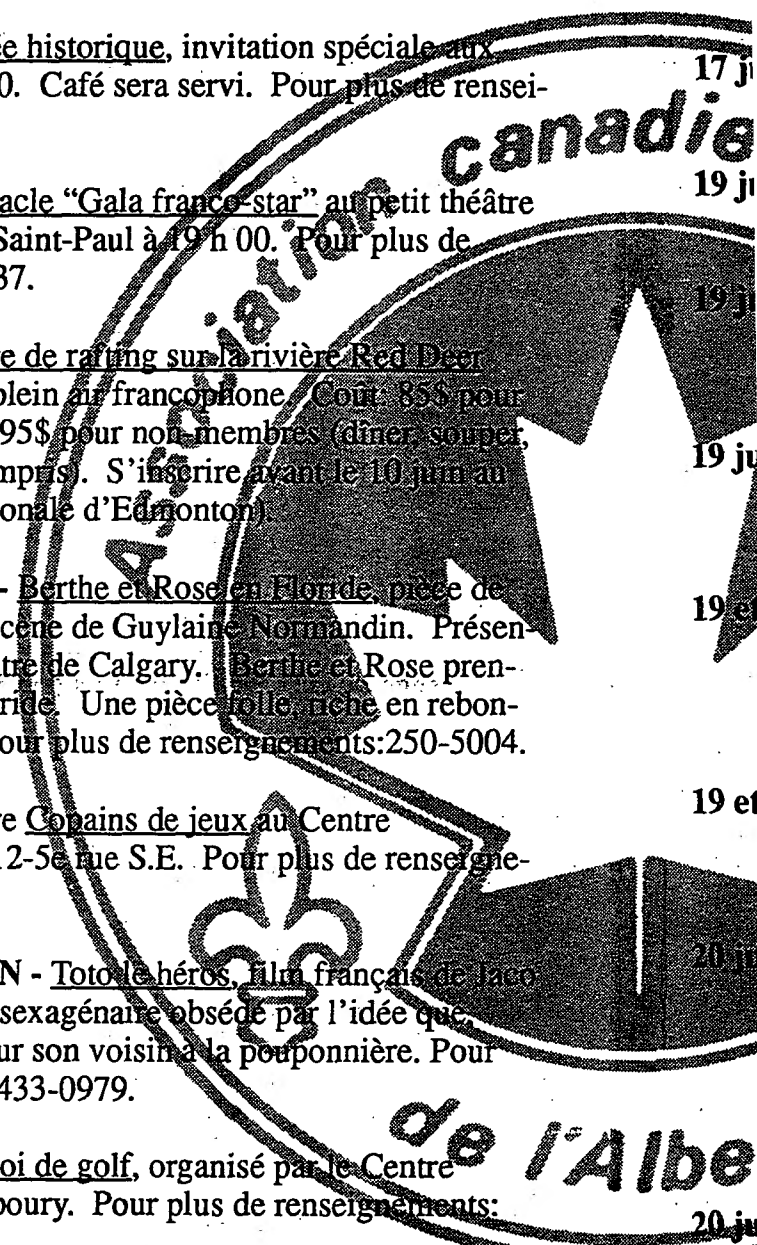 e historique, invitation spéciale aux
0. Café sera servi. Pour plus de rensei-
acle “Gala franco-star” au petit théâtre
Saint-Paul à 19 h 00. Pour plus de
37.
e de rafting sur la rivière Red Deer
plein air francophone. Coût: 85$ pour
95$ pour non-membres (dîner, souper,
mpris). S’inscrire avant le 10 juin au
onale d’Edmonton).
- Berthe et Rose en Floride, pièce de
cène de Guylaine Normandin. Présen-
tre de Calgary. Berthe et Rose pren-
ride. Une pièce folle, riche en rebon-
our plus de renseignements:250-5004.
re Copains de jeux au Centre
12-5e rue S.E. Pour plus de renseigne-
N - Toto le héros, film français de Jaco
sexagénaire obsédé par l’idée que,
ur son voisin à la pouponnière. Pour
433-0979.
oi de golf, organisé par le Centre
boury. Pour plus de renseignements:
17 ju
19 ju
19 ju
19 ju
19 et
19 et
20 ju
20 ju
Association canadie
de l’Albe